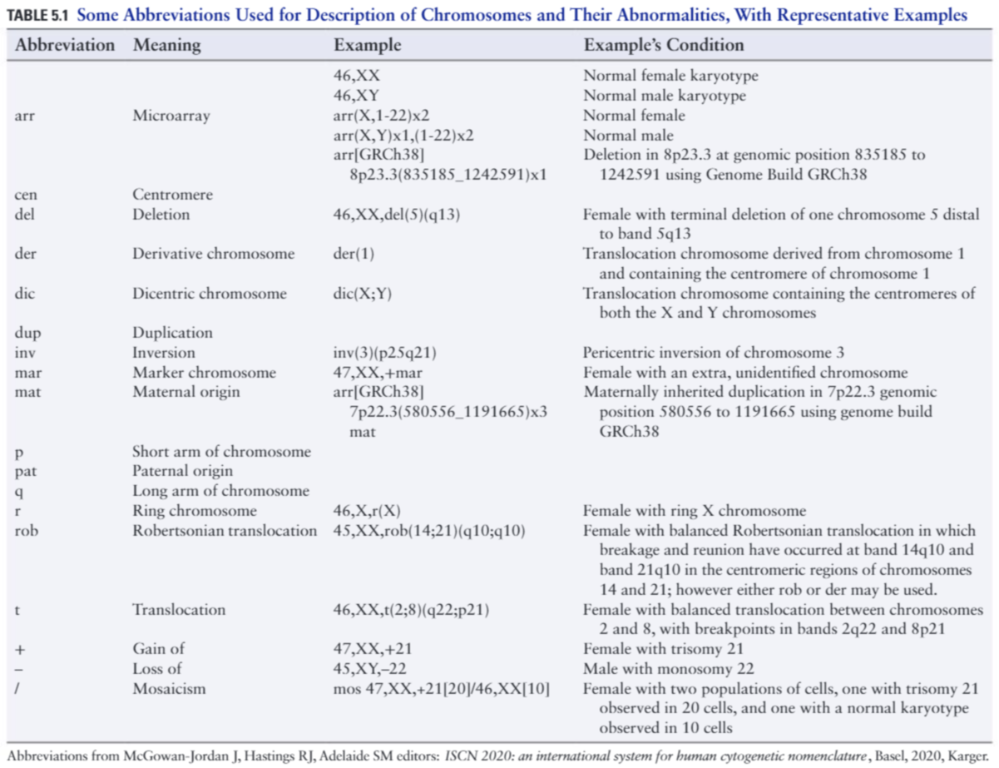 TABLE 5.1 Some Abbreviations Used for Description of Chromosomes and Their Abnormalities, With Representative Examples
Abbreviation Meaning Example Example's Condition
46,XX Normal female karyotype
46,XY Normal male karyotype
arr Microarray arr(X,1-22)x2 Normal female
arr(X,Y)x1,(1-22)x2 Normal male
arr[GRCh38] Deletion in 8p23.3 at genomic position 835185 to
8p23.3(835185_1242591)x1 1242591 using Genome Build GRCh38
cen Centromere
del Deletion 46,XX,del(5)(q13) Female with terminal deletion of one chromosome 5 distal
to band 5q13
der Derivative chromosome der(1) Translocation chromosome derived from chromosome 1
and containing the centromere of chromosome 1
dic Dicentric chromosome dic(X;Y) Translocation chromosome containing the centromeres of
both the X and Y chromosomes
dup Duplication
inv Inversion inv(3)(p25q21) Pericentric inversion of chromosome 3
mar Marker chromosome 47,XX,+mar Female with an extra, unidentified chromosome
mat Maternal origin arr[GRCh38] Maternally inherited duplication in 7p22.3 genomic
7p22.3(580556_1191665)x3 position 580556 to 1191665 using genome build
mat GRCh38
p Short arm of chromosome
pat Paternal origin
q Long arm of chromosome
r Ring chromosome 46,X,r(X) Female with ring X chromosome
rob Robertsonian translocation 45,XX,rob(14;21)(q10;q10) Female with balanced Robertsonian translocation in which
breakage and reunion have occurred at band 14q10 and
band 21q10 in the centromeric regions of chromosomes
14 and 21; however either rob or der may be used.
t Translocation 46,XX,t(2;8)(q22;p21) Female with balanced translocation between chromosomes
2 and 8, with breakpoints in bands 2q22 and 8p21
+ Gain of 47,XX,+21 Female with trisomy 21
– Loss of 45,XY,–22 Male with monosomy 22
/ Mosaicism mos 47,XX,+21[20]/46,XX[10] Female with two populations of cells, one with trisomy 21
observed in 20 cells, and one with a normal karyotype
observed in 10 cells
Abbreviations from McGowan-Jordan J, Hastings RJ, Adelaide SM editors: ISCN 2020: an international system for human cytogenetic nomenclature, Basel, 2020, Karger.